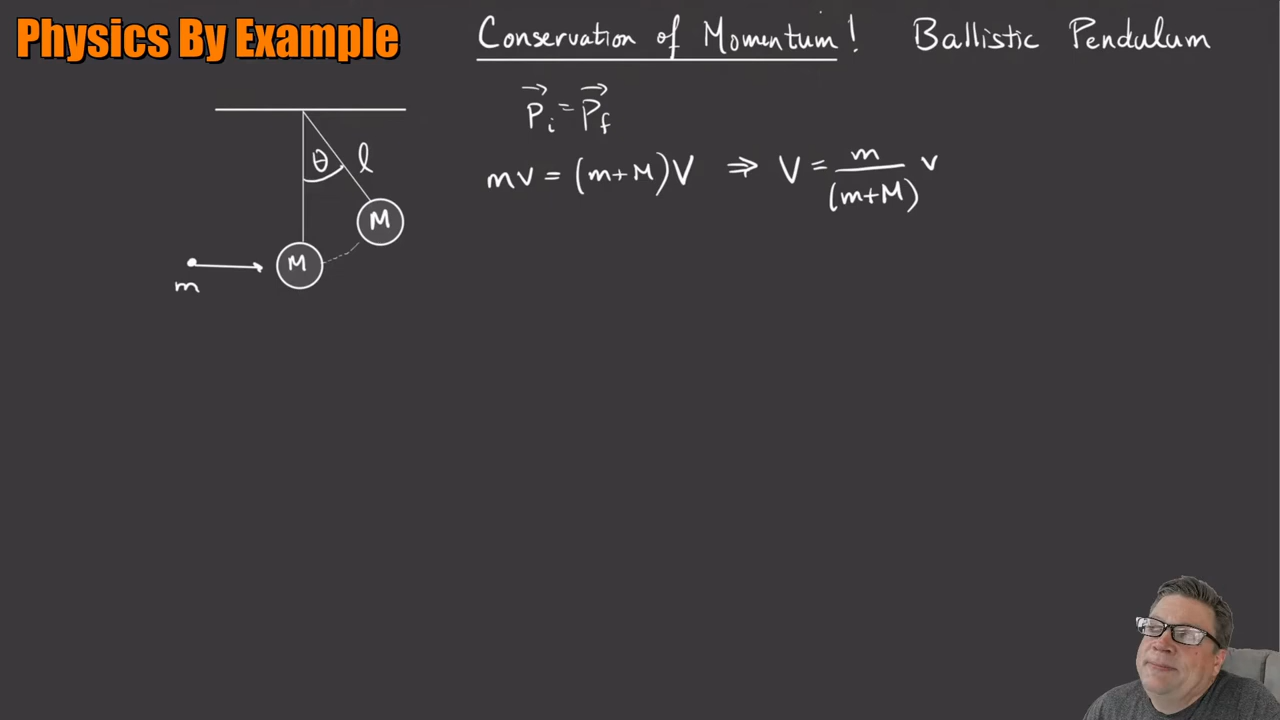 Physics By Example
Conservation of Momentum! Ballistic Pendulum
P⃗i = P⃗f
mv = (m+M)V ⇒ V = m/(m+M) v
θ
l
M
M
m